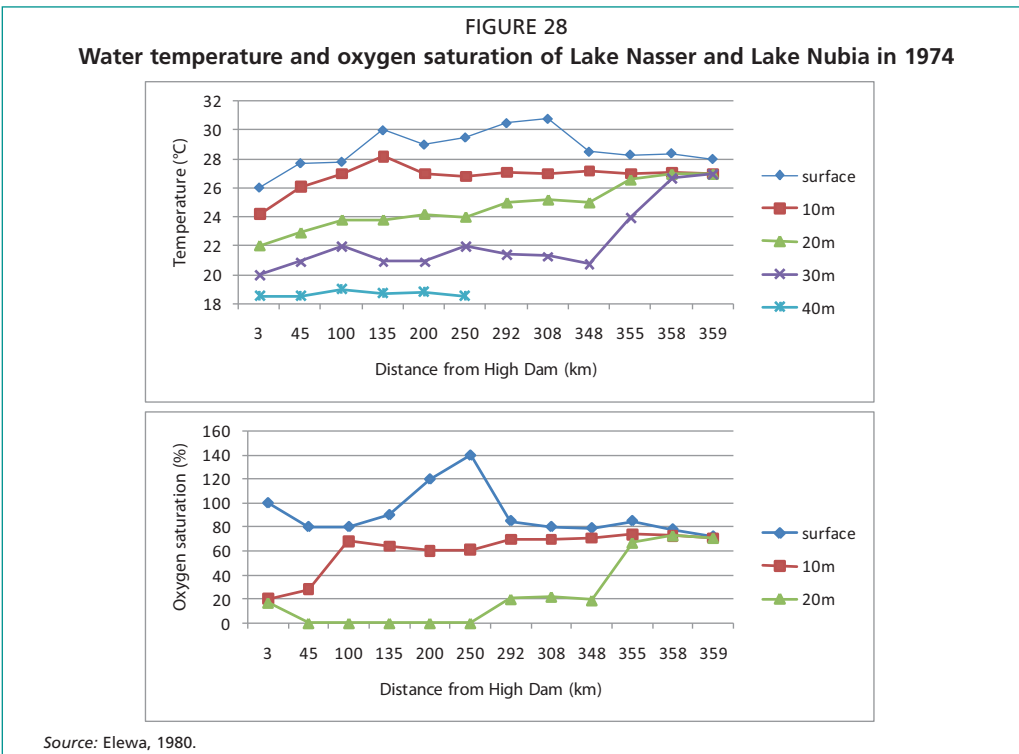 FIGURE 28
Water temperature and oxygen saturation of Lake Nasser and Lake Nubia in 1974
32
30
28
26
24
22
20
18
Temperature (°C)
3 45 100 135 200 250 292 308 348 355 358 359
Distance from High Dam (km)
surface
10m
20m
30m
40m
160
140
120
100
80
60
40
20
0
Oxygen saturation (%)
3 45 100 135 200 250 292 308 348 355 358 359
Distance from High Dam (km)
surface
10m
20m
Source: Elewa, 1980.